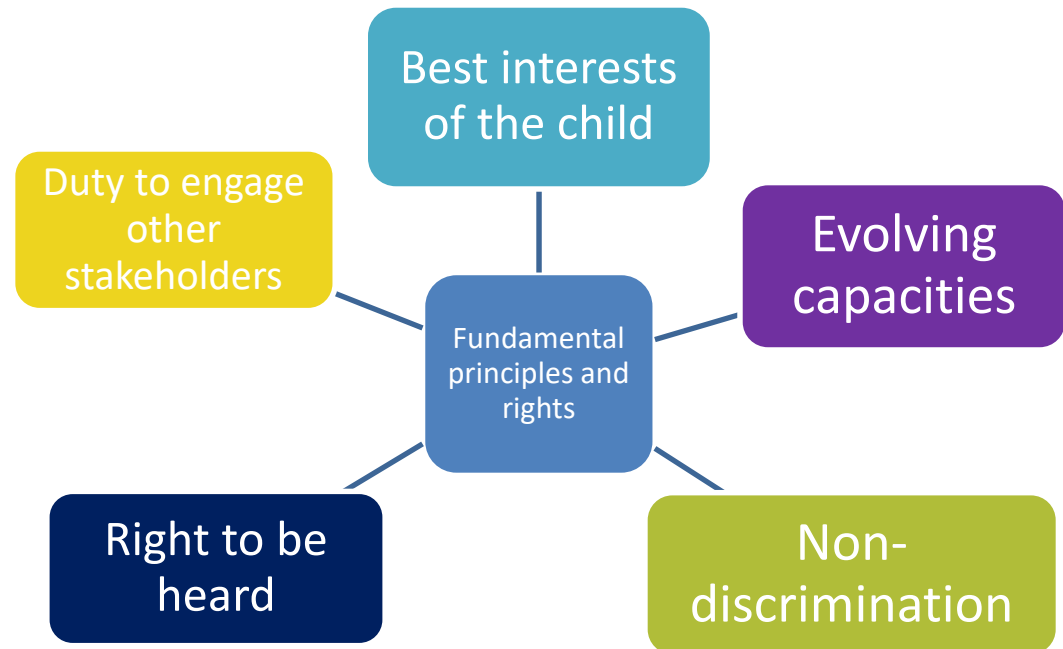 Best interests
of the child
Duty to engage
other
stakeholders
Evolving
capacities
Fundamental
principles and
rights
Right to be
heard
Non-
discrimination